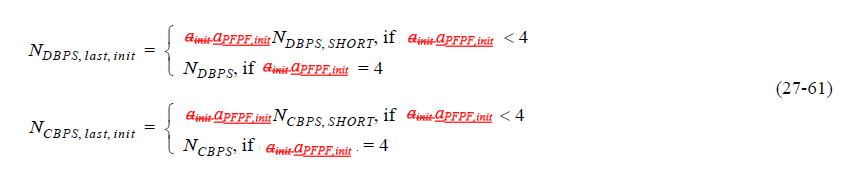 N_DBPS, last, init = { a_init a_PFPF,init N_DBPS, SHORT, if a_init a_PFPF,init < 4
N_DBPS, if a_init a_PFPF,init = 4
(27-61)
N_CBPS, last, init = { a_init a_PFPF,init N_CBPS, SHORT, if a_init a_PFPF,init < 4
N_CBPS, if a_init a_PFPF,init . = 4